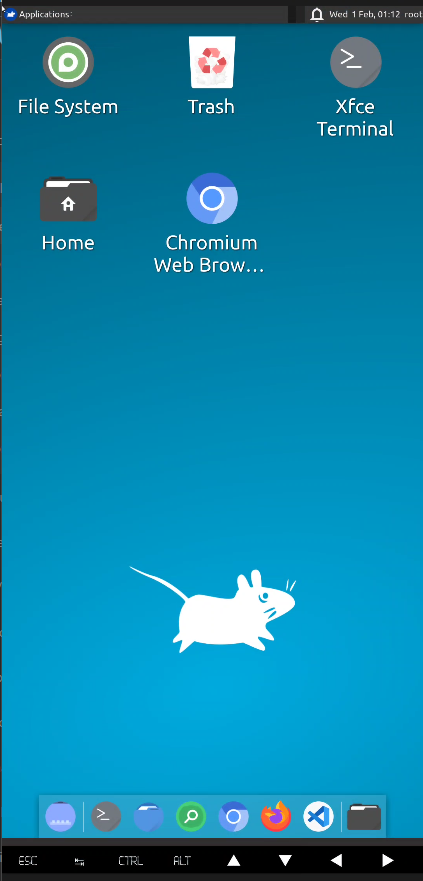 Applications
Wed 1 Feb, 01:12 root
File System
Trash
Xfce
Terminal
Home
Chromium
Web Brow...
ESC
CTRL
ALT